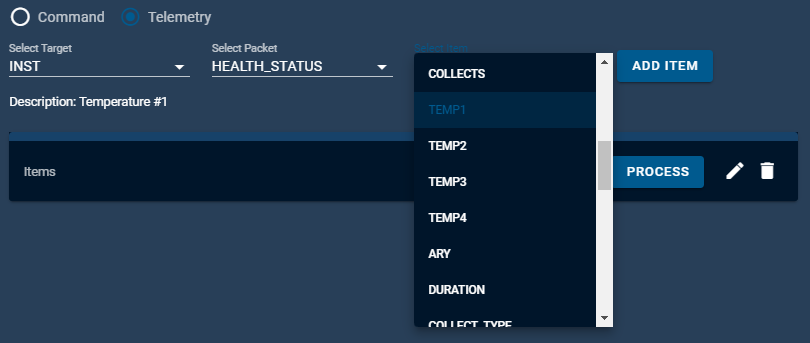 Command Telemetry
Select Target Select Packet Select Item
INST HEALTH_STATUS
ADD ITEM
Description: Temperature #1
Items
PROCESS
COLLECTS
TEMP1
TEMP2
TEMP3
TEMP4
ARY
DURATION
COLLECT_TYPE